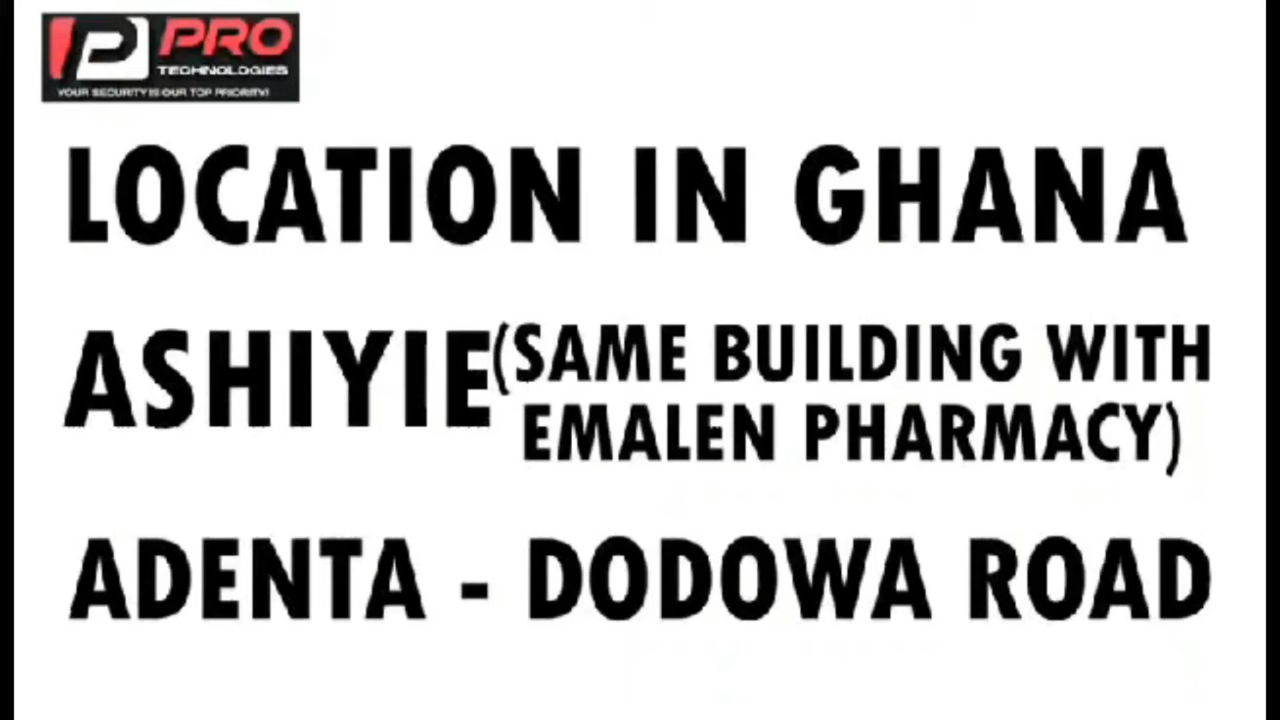 PRO
TECHNOLOGIES
YOUR SECURITY IS OUR TOP PRIORITY!
LOCATION IN GHANA
ASHIYIE (SAME BUILDING WITH
EMALEN PHARMACY)
ADENTA - DODOWA ROAD